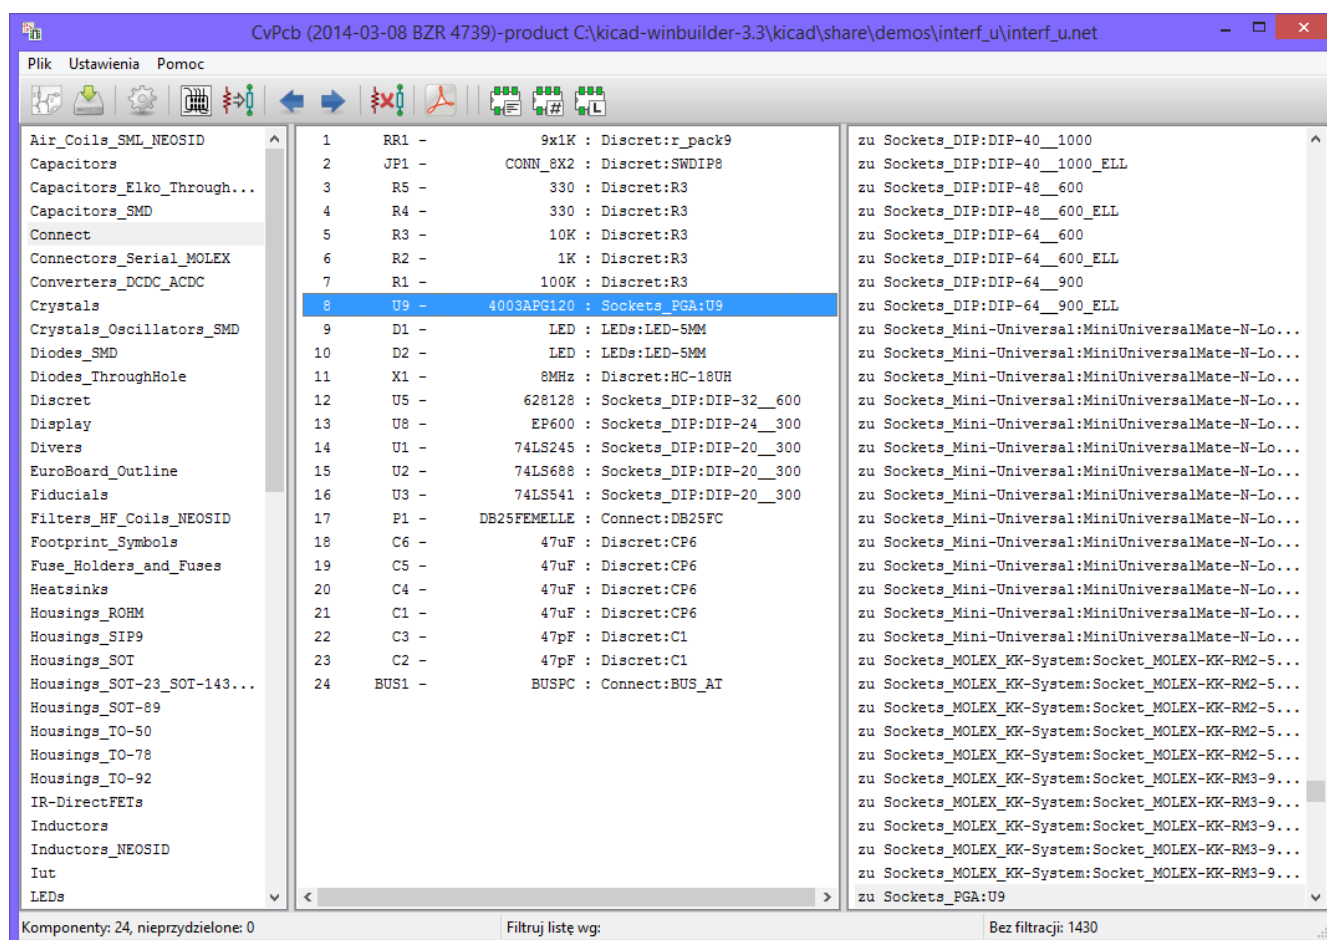 CvPcb (2014-03-08 BZR 4739)-product C:\kicad-winbuilder-3.3\kicad\share\demos\interf_u\interf_u.net
Plik Ustawienia Pomoc
Air_Coils_SML_NEOSID
Capacitors
Capacitors_Elko_Through...
Capacitors_SMD
Connect
Connectors_Serial_MOLEX
Converters_DCDC_ACDC
Crystals
Crystals_Oscillators_SMD
Diodes_SMD
Diodes_ThroughHole
Discret
Display
Divers
EuroBoard_Outline
Fiducials
Filters_HF_Coils_NEOSID
Footprint_Symbols
Fuse_Holders_and_Fuses
Heatsinks
Housings_ROHM
Housings_SIP9
Housings_SOT
Housings_SOT-23_SOT-143...
Housings_SOT-89
Housings_TO-50
Housings_TO-78
Housings_TO-92
IR-DirectFETs
Inductors
Inductors_NEOSID
Iut
LEDs
1 RR1 - 9x1K : Discret:r_pack9
2 JP1 - CONN_8X2 : Discret:SWDIP8
3 R5 - 330 : Discret:R3
4 R4 - 330 : Discret:R3
5 R3 - 10K : Discret:R3
6 R2 - 1K : Discret:R3
7 R1 - 100K : Discret:R3
8 U9 - 4003APG120 : Sockets_PGA:U9
9 D1 - LED : LEDs:LED-5MM
10 D2 - LED : LEDs:LED-5MM
11 X1 - 8MHz : Discret:HC-18UH
12 U5 - 628128 : Sockets_DIP:DIP-32__600
13 U8 - EP600 : Sockets_DIP:DIP-24__300
14 U1 - 74LS245 : Sockets_DIP:DIP-20__300
15 U2 - 74LS688 : Sockets_DIP:DIP-20__300
16 U3 - 74LS541 : Sockets_DIP:DIP-20__300
17 P1 - DB25FEMELLE : Connect:DB25FC
18 C6 - 47uF : Discret:CP6
19 C5 - 47uF : Discret:CP6
20 C4 - 47uF : Discret:CP6
21 C1 - 47uF : Discret:CP6
22 C3 - 47pF : Discret:C1
23 C2 - 47pF : Discret:C1
24 BUS1 - BUSPC : Connect:BUS_AT
zu Sockets_DIP:DIP-40__1000
zu Sockets_DIP:DIP-40__1000_ELL
zu Sockets_DIP:DIP-48__600
zu Sockets_DIP:DIP-48__600_ELL
zu Sockets_DIP:DIP-64__600
zu Sockets_DIP:DIP-64__600_ELL
zu Sockets_DIP:DIP-64__900
zu Sockets_DIP:DIP-64__900_ELL
zu Sockets_Mini-Universal:MiniUniversalMate-N-Lo...
zu Sockets_Mini-Universal:MiniUniversalMate-N-Lo...
zu Sockets_Mini-Universal:MiniUniversalMate-N-Lo...
zu Sockets_Mini-Universal:MiniUniversalMate-N-Lo...
zu Sockets_Mini-Universal:MiniUniversalMate-N-Lo...
zu Sockets_Mini-Universal:MiniUniversalMate-N-Lo...
zu Sockets_Mini-Universal:MiniUniversalMate-N-Lo...
zu Sockets_Mini-Universal:MiniUniversalMate-N-Lo...
zu Sockets_Mini-Universal:MiniUniversalMate-N-Lo...
zu Sockets_Mini-Universal:MiniUniversalMate-N-Lo...
zu Sockets_Mini-Universal:MiniUniversalMate-N-Lo...
zu Sockets_Mini-Universal:MiniUniversalMate-N-Lo...
zu Sockets_Mini-Universal:MiniUniversalMate-N-Lo...
zu Sockets_Mini-Universal:MiniUniversalMate-N-Lo...
zu Sockets_MOLEX_KK-System:Socket_MOLEX-KK-RM2-5...
zu Sockets_MOLEX_KK-System:Socket_MOLEX-KK-RM2-5...
zu Sockets_MOLEX_KK-System:Socket_MOLEX-KK-RM2-5...
zu Sockets_MOLEX_KK-System:Socket_MOLEX-KK-RM2-5...
zu Sockets_MOLEX_KK-System:Socket_MOLEX-KK-RM2-5...
zu Sockets_MOLEX_KK-System:Socket_MOLEX-KK-RM3-9...
zu Sockets_MOLEX_KK-System:Socket_MOLEX-KK-RM3-9...
zu Sockets_MOLEX_KK-System:Socket_MOLEX-KK-RM3-9...
zu Sockets_MOLEX_KK-System:Socket_MOLEX-KK-RM3-9...
zu Sockets_MOLEX_KK-System:Socket_MOLEX-KK-RM3-9...
zu Sockets_PGA:U9
Komponenty: 24, nieprzydzielone: 0
Filtruj listę wg:
Bez filtracji: 1430